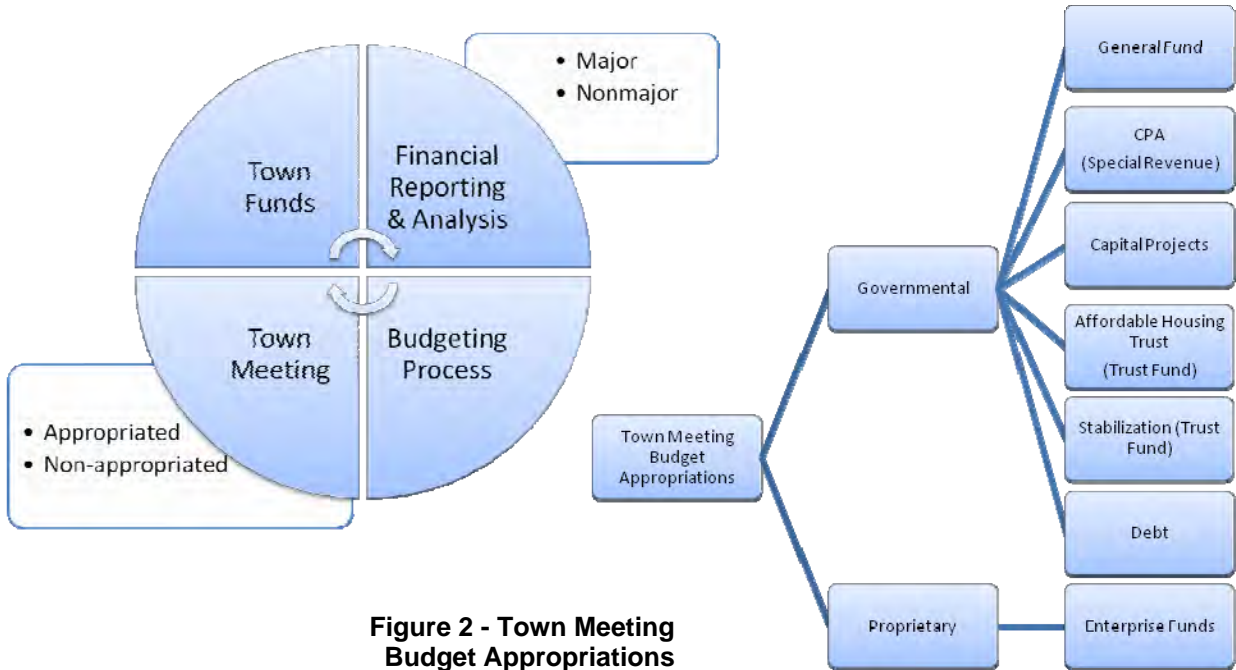 • Major
• Nonmajor
Town
Funds
Financial
Reporting
& Analysis
Town
Meeting
Budgeting
Process
• Appropriated
• Non-appropriated
Town Meeting
Budget
Appropriations
Governmental
Proprietary
General Fund
CPA
(Special Revenue)
Capital Projects
Affordable Housing
Trust
(Trust Fund)
Stabilization (Trust
Fund)
Debt
Enterprise Funds
Figure 2 - Town Meeting
Budget Appropriations